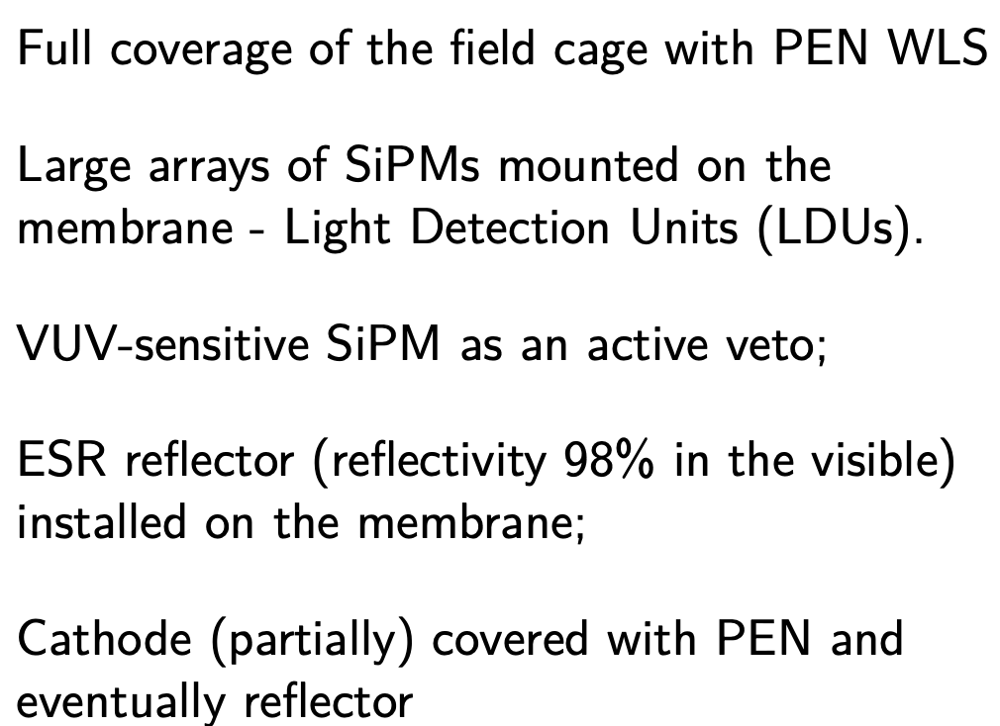 Full coverage of the field cage with PEN WLS
Large arrays of SiPMs mounted on the
membrane - Light Detection Units (LDUs).
VUV-sensitive SiPM as an active veto;
ESR reflector (reflectivity 98% in the visible)
installed on the membrane;
Cathode (partially) covered with PEN and
eventually reflector